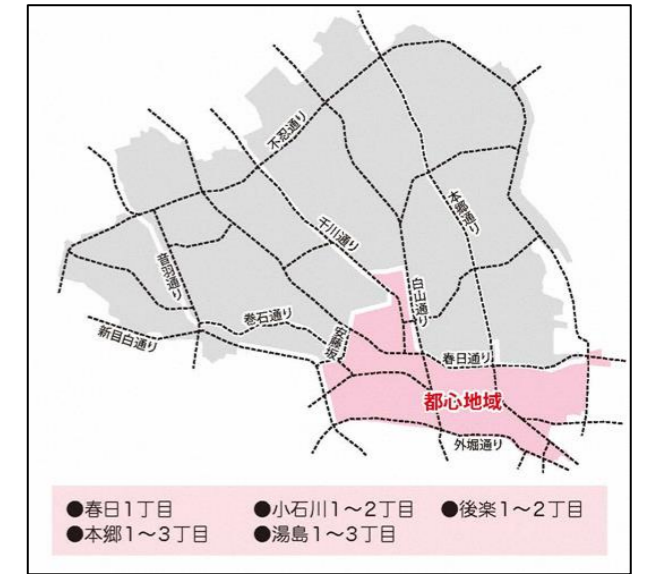 不忍通り
本郷通り
千川通り
音羽通り
白山通り
巻石通り
安藤坂
新目白通り
春日通り
都心地域
外堀通り
●春日1丁目 ●小石川1～2丁目 ●後楽1～2丁目
●本郷1～3丁目 ●湯島1～3丁目